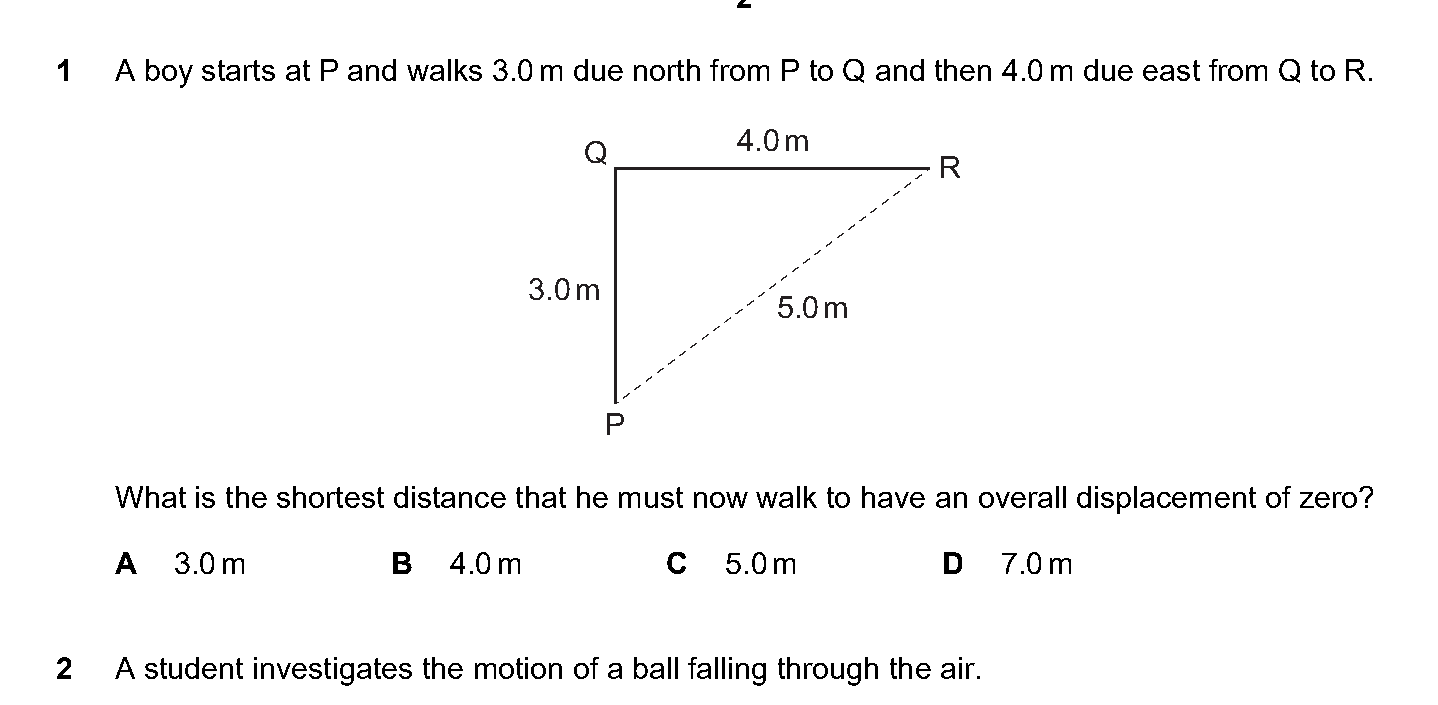 2
1 A boy starts at P and walks 3.0 m due north from P to Q and then 4.0 m due east from Q to R.
4.0 m
Q
R
3.0 m
5.0 m
P
What is the shortest distance that he must now walk to have an overall displacement of zero?
A 3.0 m B 4.0 m C 5.0 m D 7.0 m
2 A student investigates the motion of a ball falling through the air.